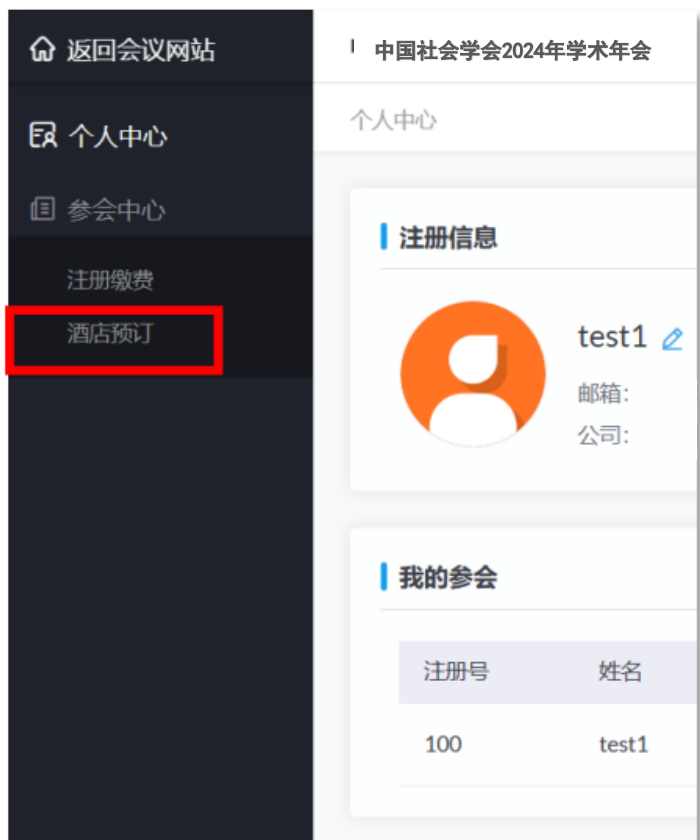 返回会议网站
个人中心
参会中心
注册缴费
酒店预订
中国社会学会2024年学术年会
个人中心
注册信息
test1
邮箱:
公司:
我的参会
注册号 姓名
100 test1